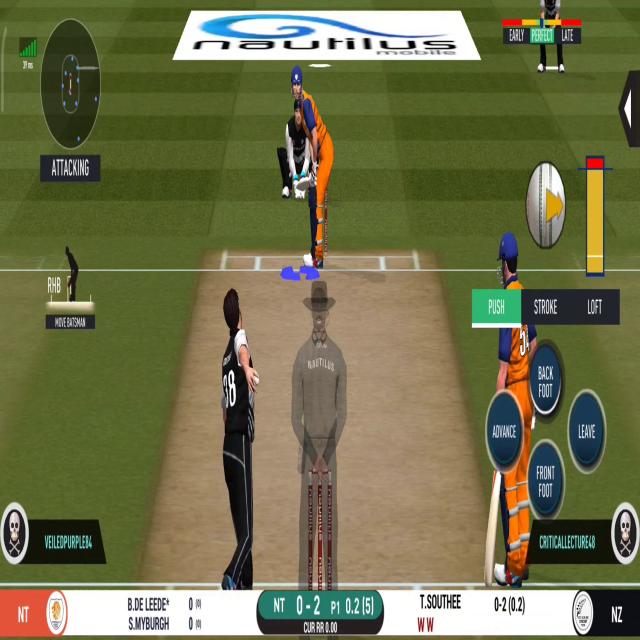 nautilus
mobile
EARLY PERFECT LATE
39 ms
ATTACKING
RHB
MOVE BATSMAN
PUSH STROKE LOFT
NAUTILUS
38
BACK
FOOT
ADVANCE
LEAVE
FRONT
FOOT
VEILEDPURPLE84
CRITICALLECTURE48
NT
B.DE LEEDE* 0 (0)
S.MYBURGH 0 (0)
NT 0-2 P1 0.2 (5)
CUR RR 0.00
T.SOUTHEE 0-2 (0.2)
W W
NZ